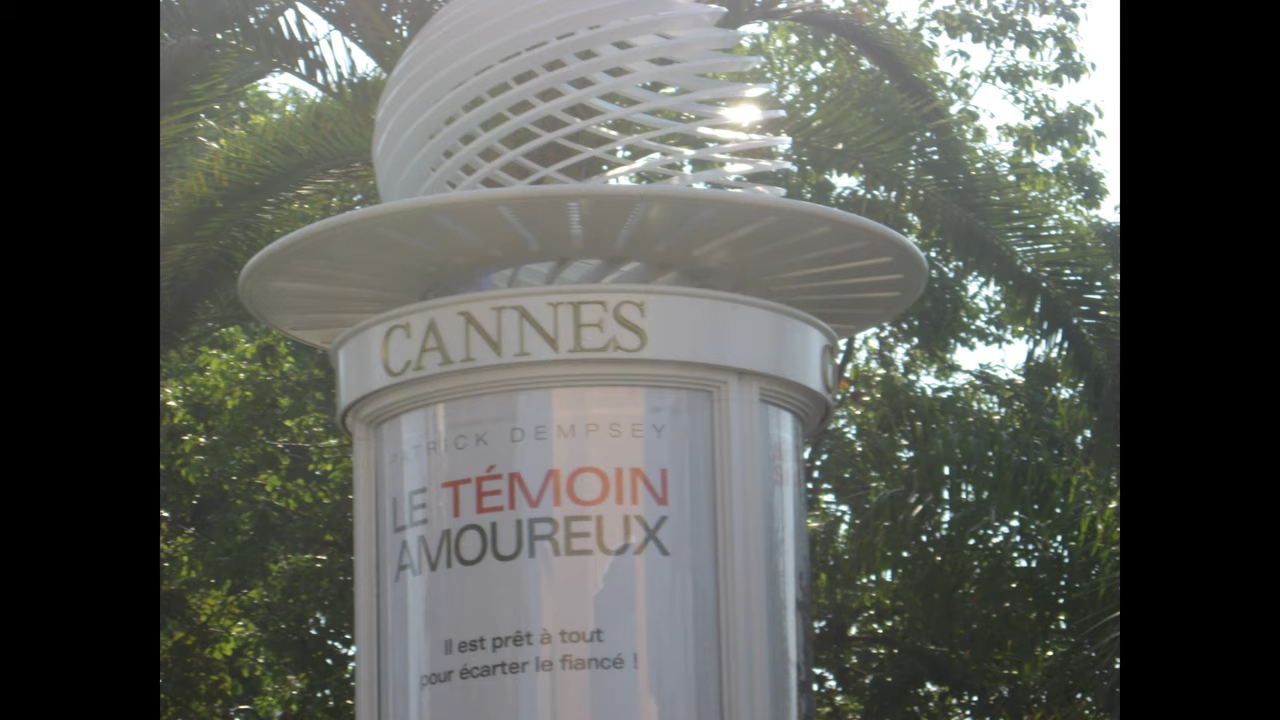 CANNES
PATRICK DEMPSEY
LE TÉMOIN
AMOUREUX
Il est prêt à tout
pour écarter le fiancé !